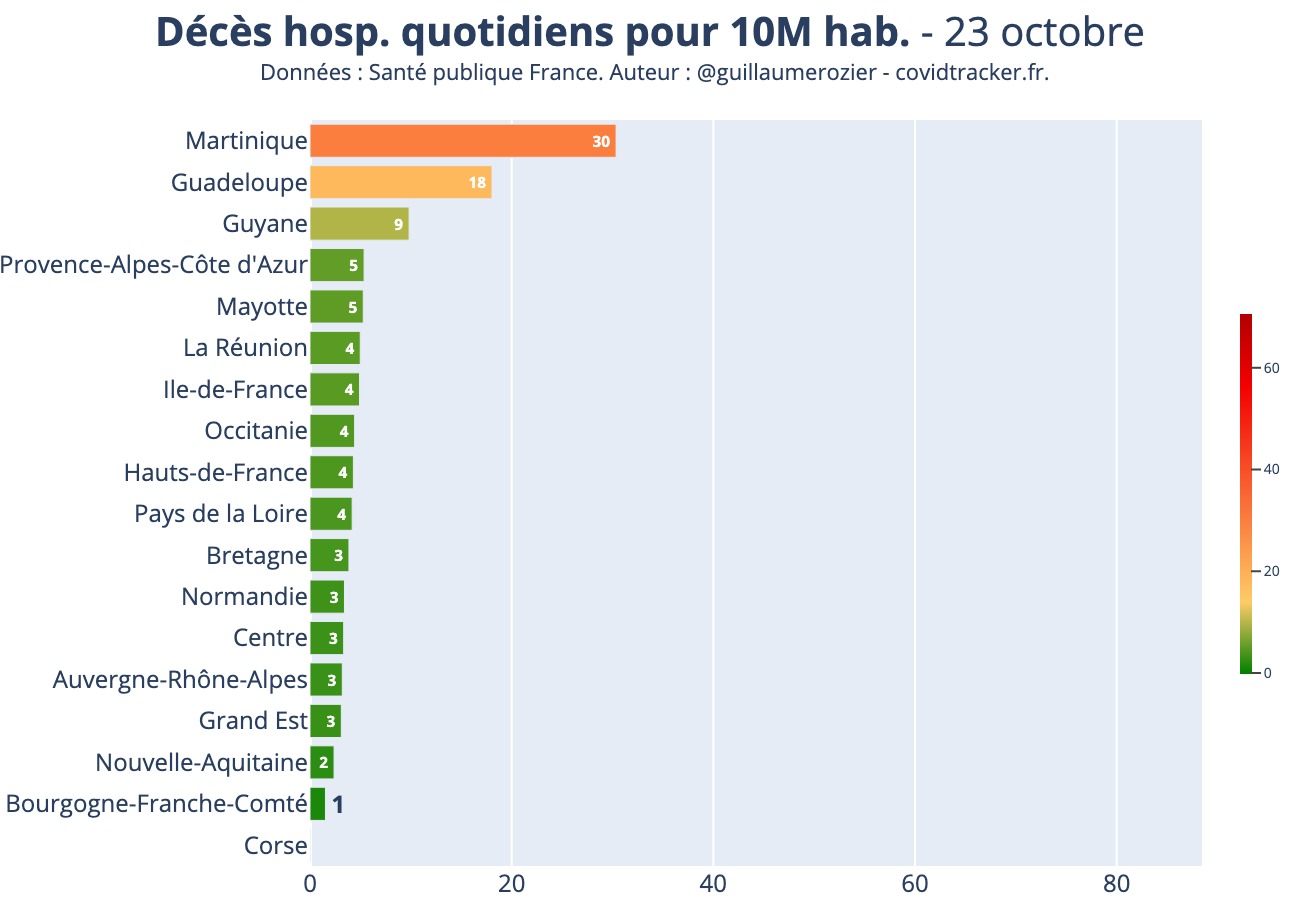 Décès hosp. quotidiens pour 10M hab. - 23 octobre
Données : Santé publique France. Auteur : @guillaumerozier - covidtracker.fr.
Martinique 30
Guadeloupe 18
Guyane 9
Provence-Alpes-Côte d'Azur 5
Mayotte 5
La Réunion 4
Ile-de-France 4
Occitanie 4
Hauts-de-France 4
Pays de la Loire 4
Bretagne 3
Normandie 3
Centre 3
Auvergne-Rhône-Alpes 3
Grand Est 3
Nouvelle-Aquitaine 2
Bourgogne-Franche-Comté 1
Corse
0 20 40 60 80
60
40
20
0